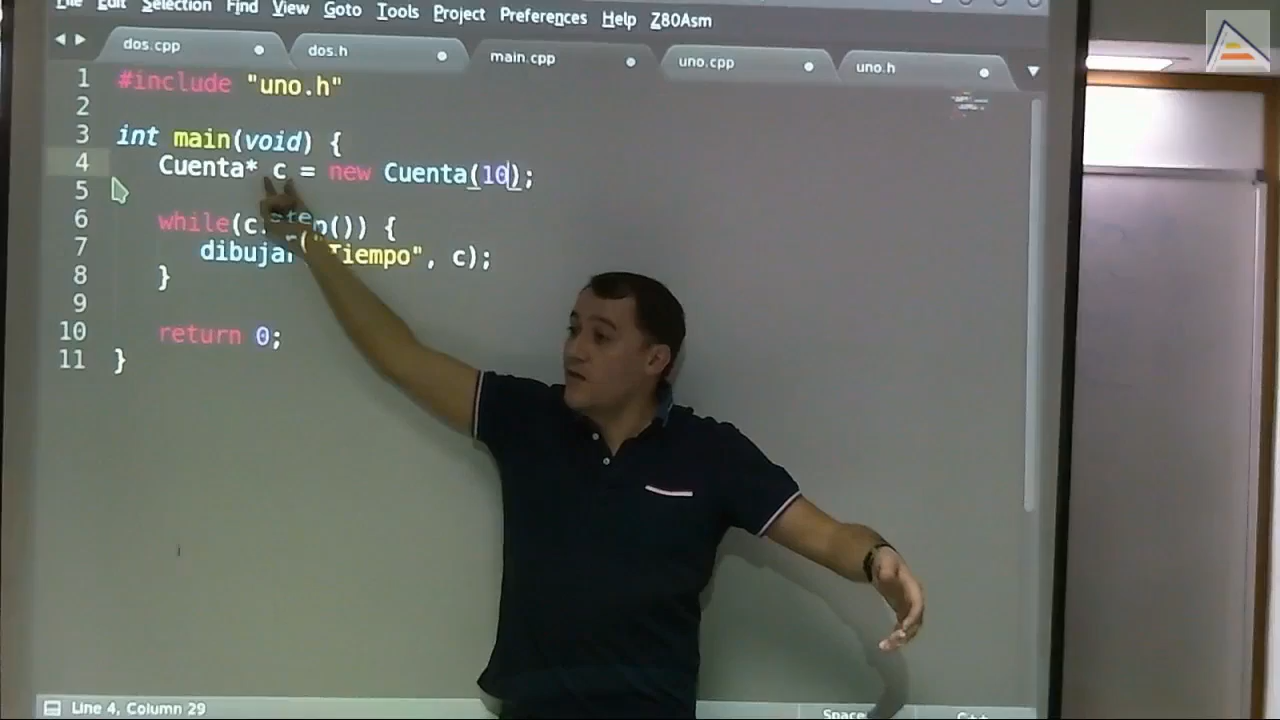 File Edit Selection Find View Goto Tools Project Preferences Help Z80Asm
dos.cpp dos.h main.cpp uno.cpp uno.h
1 #include "uno.h"
2
3 int main(void) {
4 Cuenta* c = new Cuenta(10);
5
6 while(c.step()) {
7 dibujar("Tiempo", c);
8 }
9
10 return 0;
11 }
Line 4, Column 29
C++